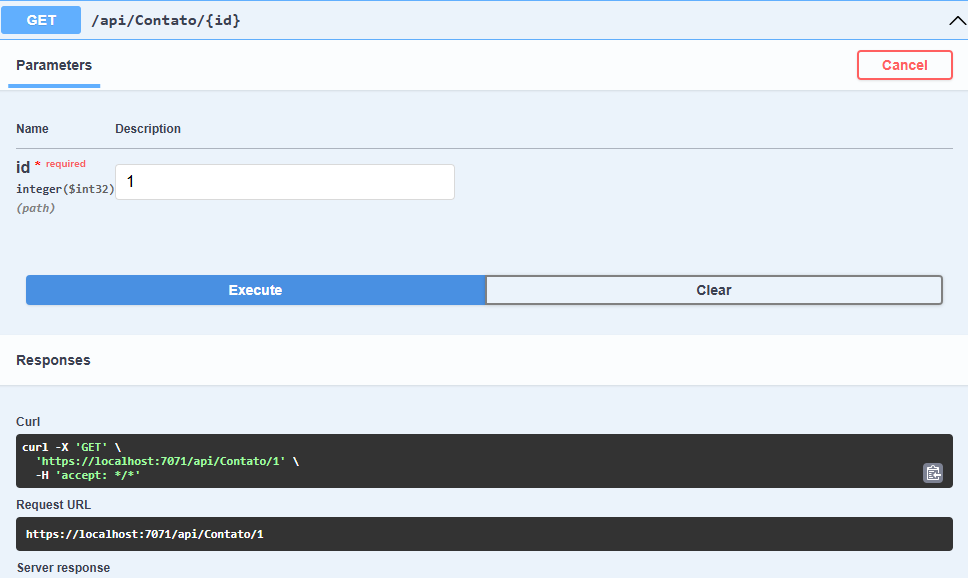 GET /api/Contato/{id}
Parameters
Cancel
Name Description
id * required
integer($int32)
(path)
1
Execute Clear
Responses
Curl
curl -X 'GET' \
  'https://localhost:7071/api/Contato/1' \
  -H 'accept: */*'
Request URL
https://localhost:7071/api/Contato/1
Server response